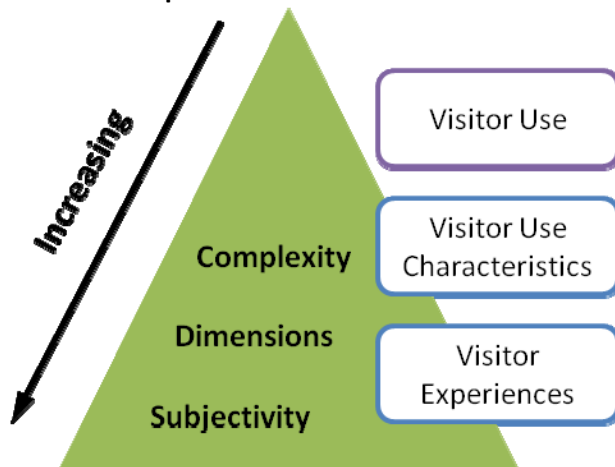 Increasing
Visitor Use
Visitor Use
Characteristics
Complexity
Dimensions
Visitor
Experiences
Subjectivity